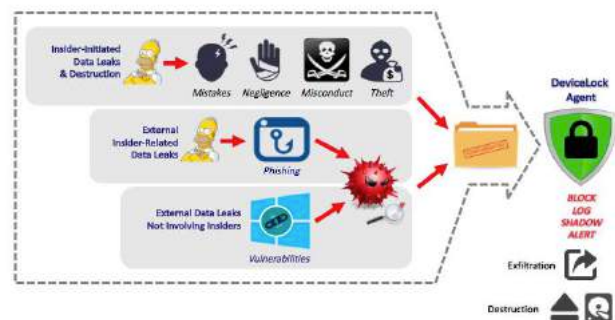 Insider-Initiated
Data Leaks
& Destruction
Mistakes
Negligence
Misconduct
Theft
External
Insider-Related
Data Leaks
Phishing
External Data Leaks
Not Involving Insiders
Vulnerabilities
DeviceLock
Agent
BLOCK
LOG
SHADOW
ALERT
Exfiltration
Destruction